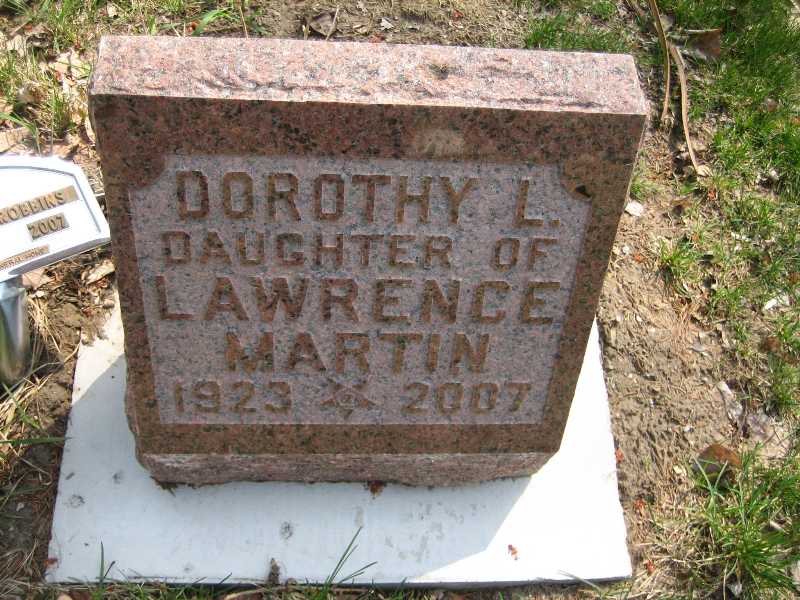 DOROTHY L.
DAUGHTER OF
LAWRENCE
MARTIN
1923 2007
ROBBINS
2007